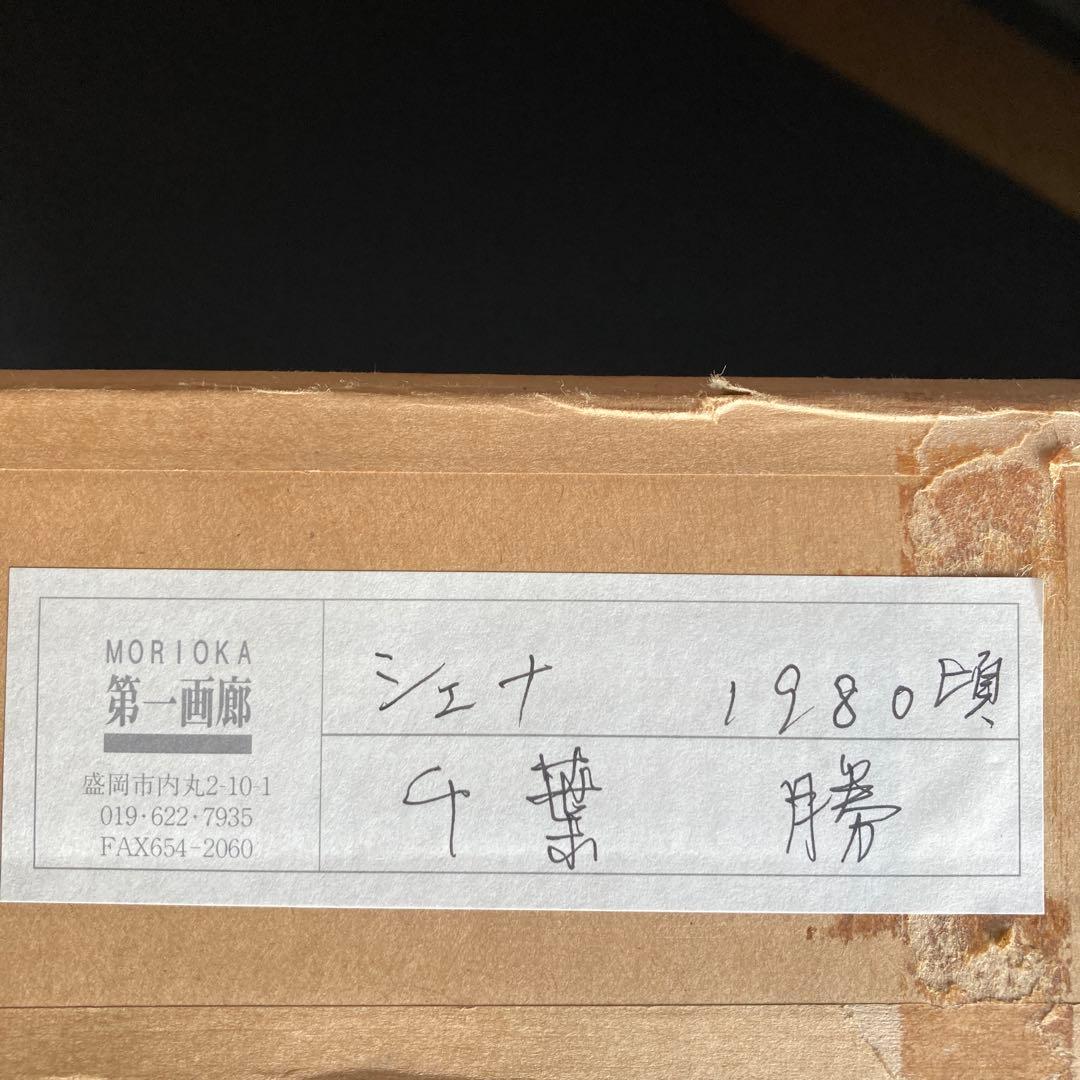 MORIOKA
第一画廊
盛岡市内丸2-10-1
019・622・7935
FAX654-2060
シエナ 1980頃
千葉 勝